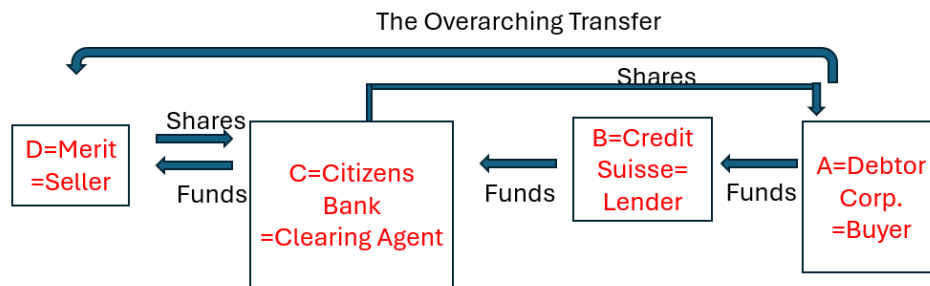 The Overarching Transfer
Shares
Shares
Funds
D=Merit
=Seller
C=Citizens
Bank
=Clearing Agent
Funds
B=Credit
Suisse=
Lender
Funds
A=Debtor
Corp.
=Buyer